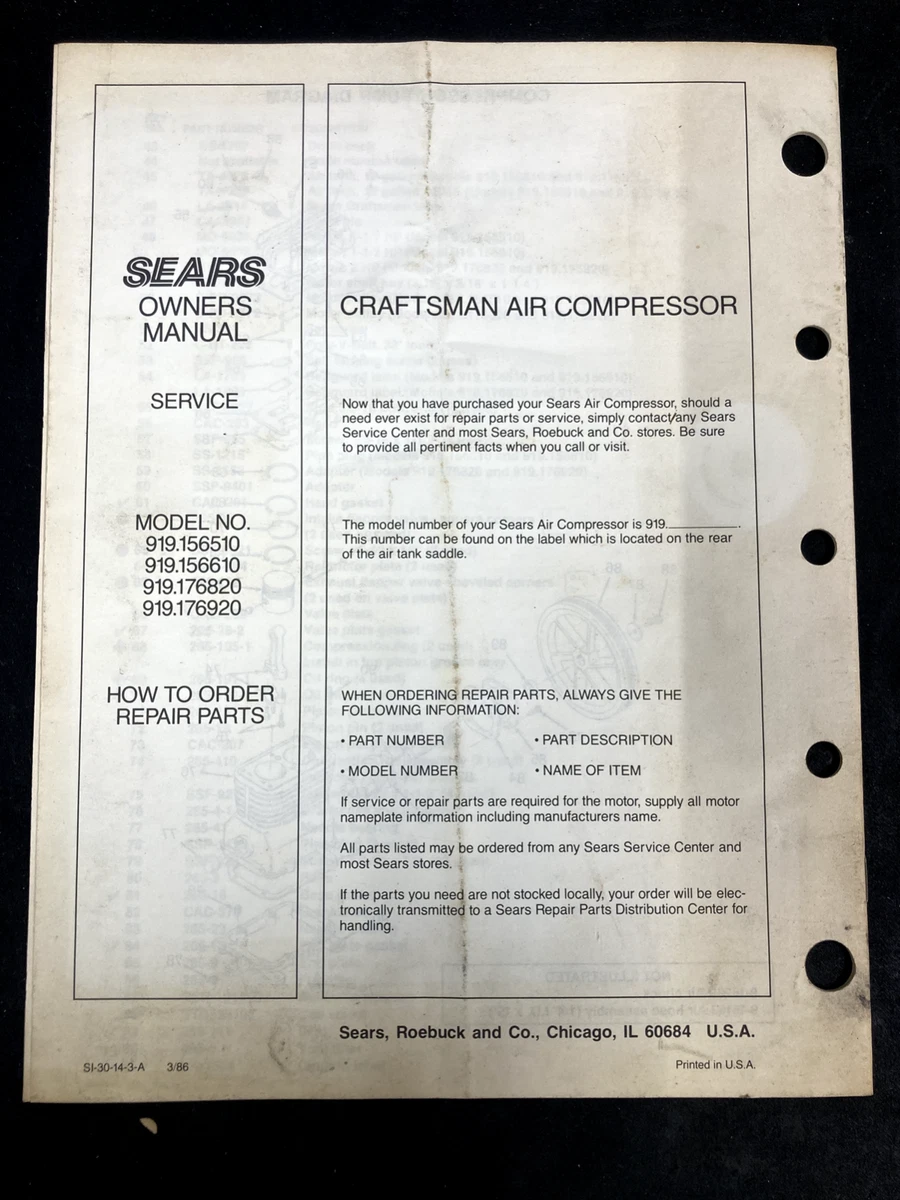 SEARS
OWNERS
MANUAL
CRAFTSMAN AIR COMPRESSOR
SERVICE
Now that you have purchased your Sears Air Compressor, should a
need ever exist for repair parts or service, simply contact/any Sears
Service Center and most Sears, Roebuck and Co. stores. Be sure
to provide all pertinent facts when you call or visit.
MODEL NO.
919.156510
919.156610
919.176820
919.176920
The model number of your Sears Air Compressor is 919.____________.
This number can be found on the label which is located on the rear
of the air tank saddle.
HOW TO ORDER
REPAIR PARTS
WHEN ORDERING REPAIR PARTS, ALWAYS GIVE THE
FOLLOWING INFORMATION:
• PART NUMBER • PART DESCRIPTION
• MODEL NUMBER • NAME OF ITEM
If service or repair parts are required for the motor, supply all motor
nameplate information including manufacturers name.
All parts listed may be ordered from any Sears Service Center and
most Sears stores.
If the parts you need are not stocked locally, your order will be elec-
tronically transmitted to a Sears Repair Parts Distribution Center for
handling.
Sears, Roebuck and Co., Chicago, IL 60684 U.S.A.
SI-30-14-3-A 3/86
Printed in U.S.A.